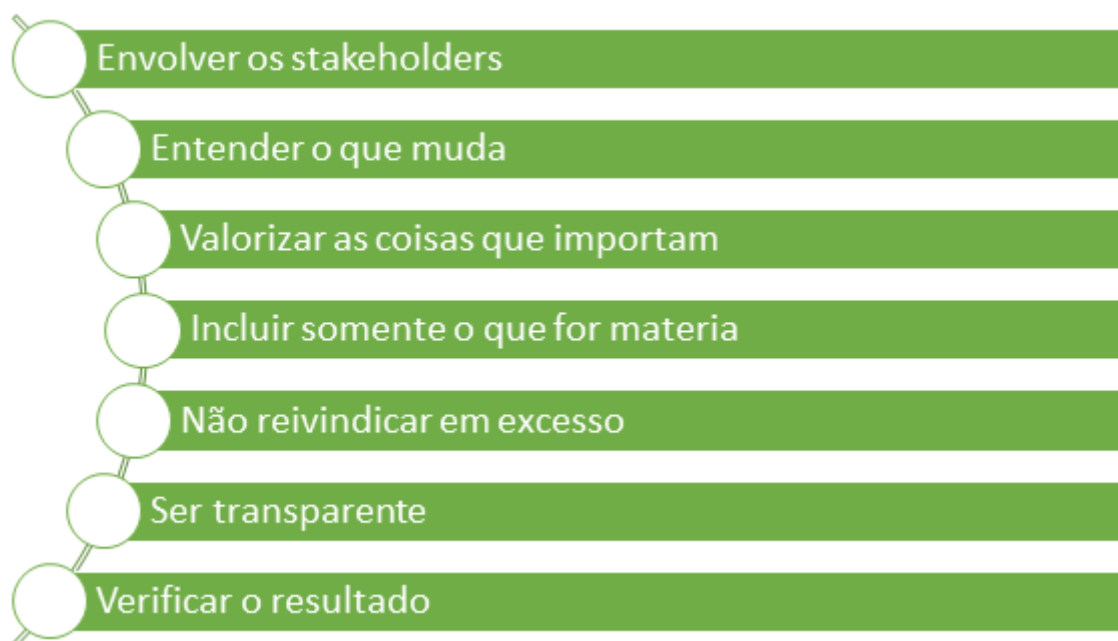 Envolver os stakeholders
Entender o que muda
Valorizar as coisas que importam
Incluir somente o que for materia
Não reivindicar em excesso
Ser transparente
Verificar o resultado